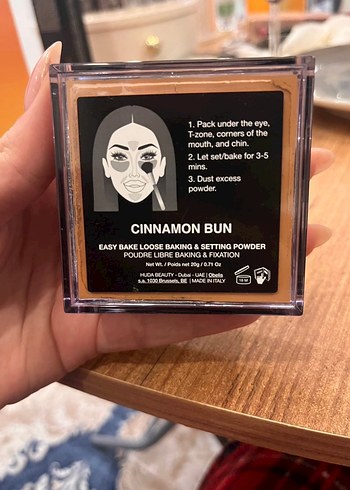 1. Pack under the eye,
T-zone, corners of the
mouth, and chin.
2. Let set/bake for 3-5
mins.
3. Dust excess
powder.
CINNAMON BUN
EASY BAKE LOOSE BAKING & SETTING POWDER
POUDRE LIBRE BAKING & FIXATION
Net Wt. / Poids net 20g / 0.71 Oz
HUDA BEAUTY - Dubai - UAE | Obelis
s.a. 1030 Brussels, BE | MADE IN ITALY